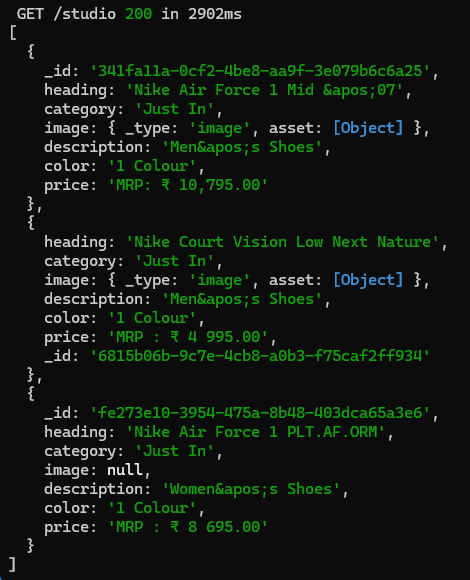 GET /studio 200 in 2902ms
[
  {
    _id: '341fa11a-0cf2-4be8-aa9f-3e079b6c6a25',
    heading: 'Nike Air Force 1 Mid &apos;07',
    category: 'Just In',
    image: { _type: 'image', asset: [Object] },
    description: 'Men&apos;s Shoes',
    color: '1 Colour',
    price: 'MRP: ₹ 10,795.00'
  },
  {
    heading: 'Nike Court Vision Low Next Nature',
    category: 'Just In',
    image: { _type: 'image', asset: [Object] },
    description: 'Men&apos;s Shoes',
    color: '1 Colour',
    price: 'MRP : ₹ 4 995.00',
    _id: '6815b06b-9c7e-4cb8-a0b3-f75caf2ff934'
  },
  {
    _id: 'fe273e10-3954-475a-8b48-403dca65a3e6',
    heading: 'Nike Air Force 1 PLT.AF.ORM',
    category: 'Just In',
    image: null,
    description: 'Women&apos;s Shoes',
    color: '1 Colour',
    price: 'MRP : ₹ 8 695.00'
  }
]